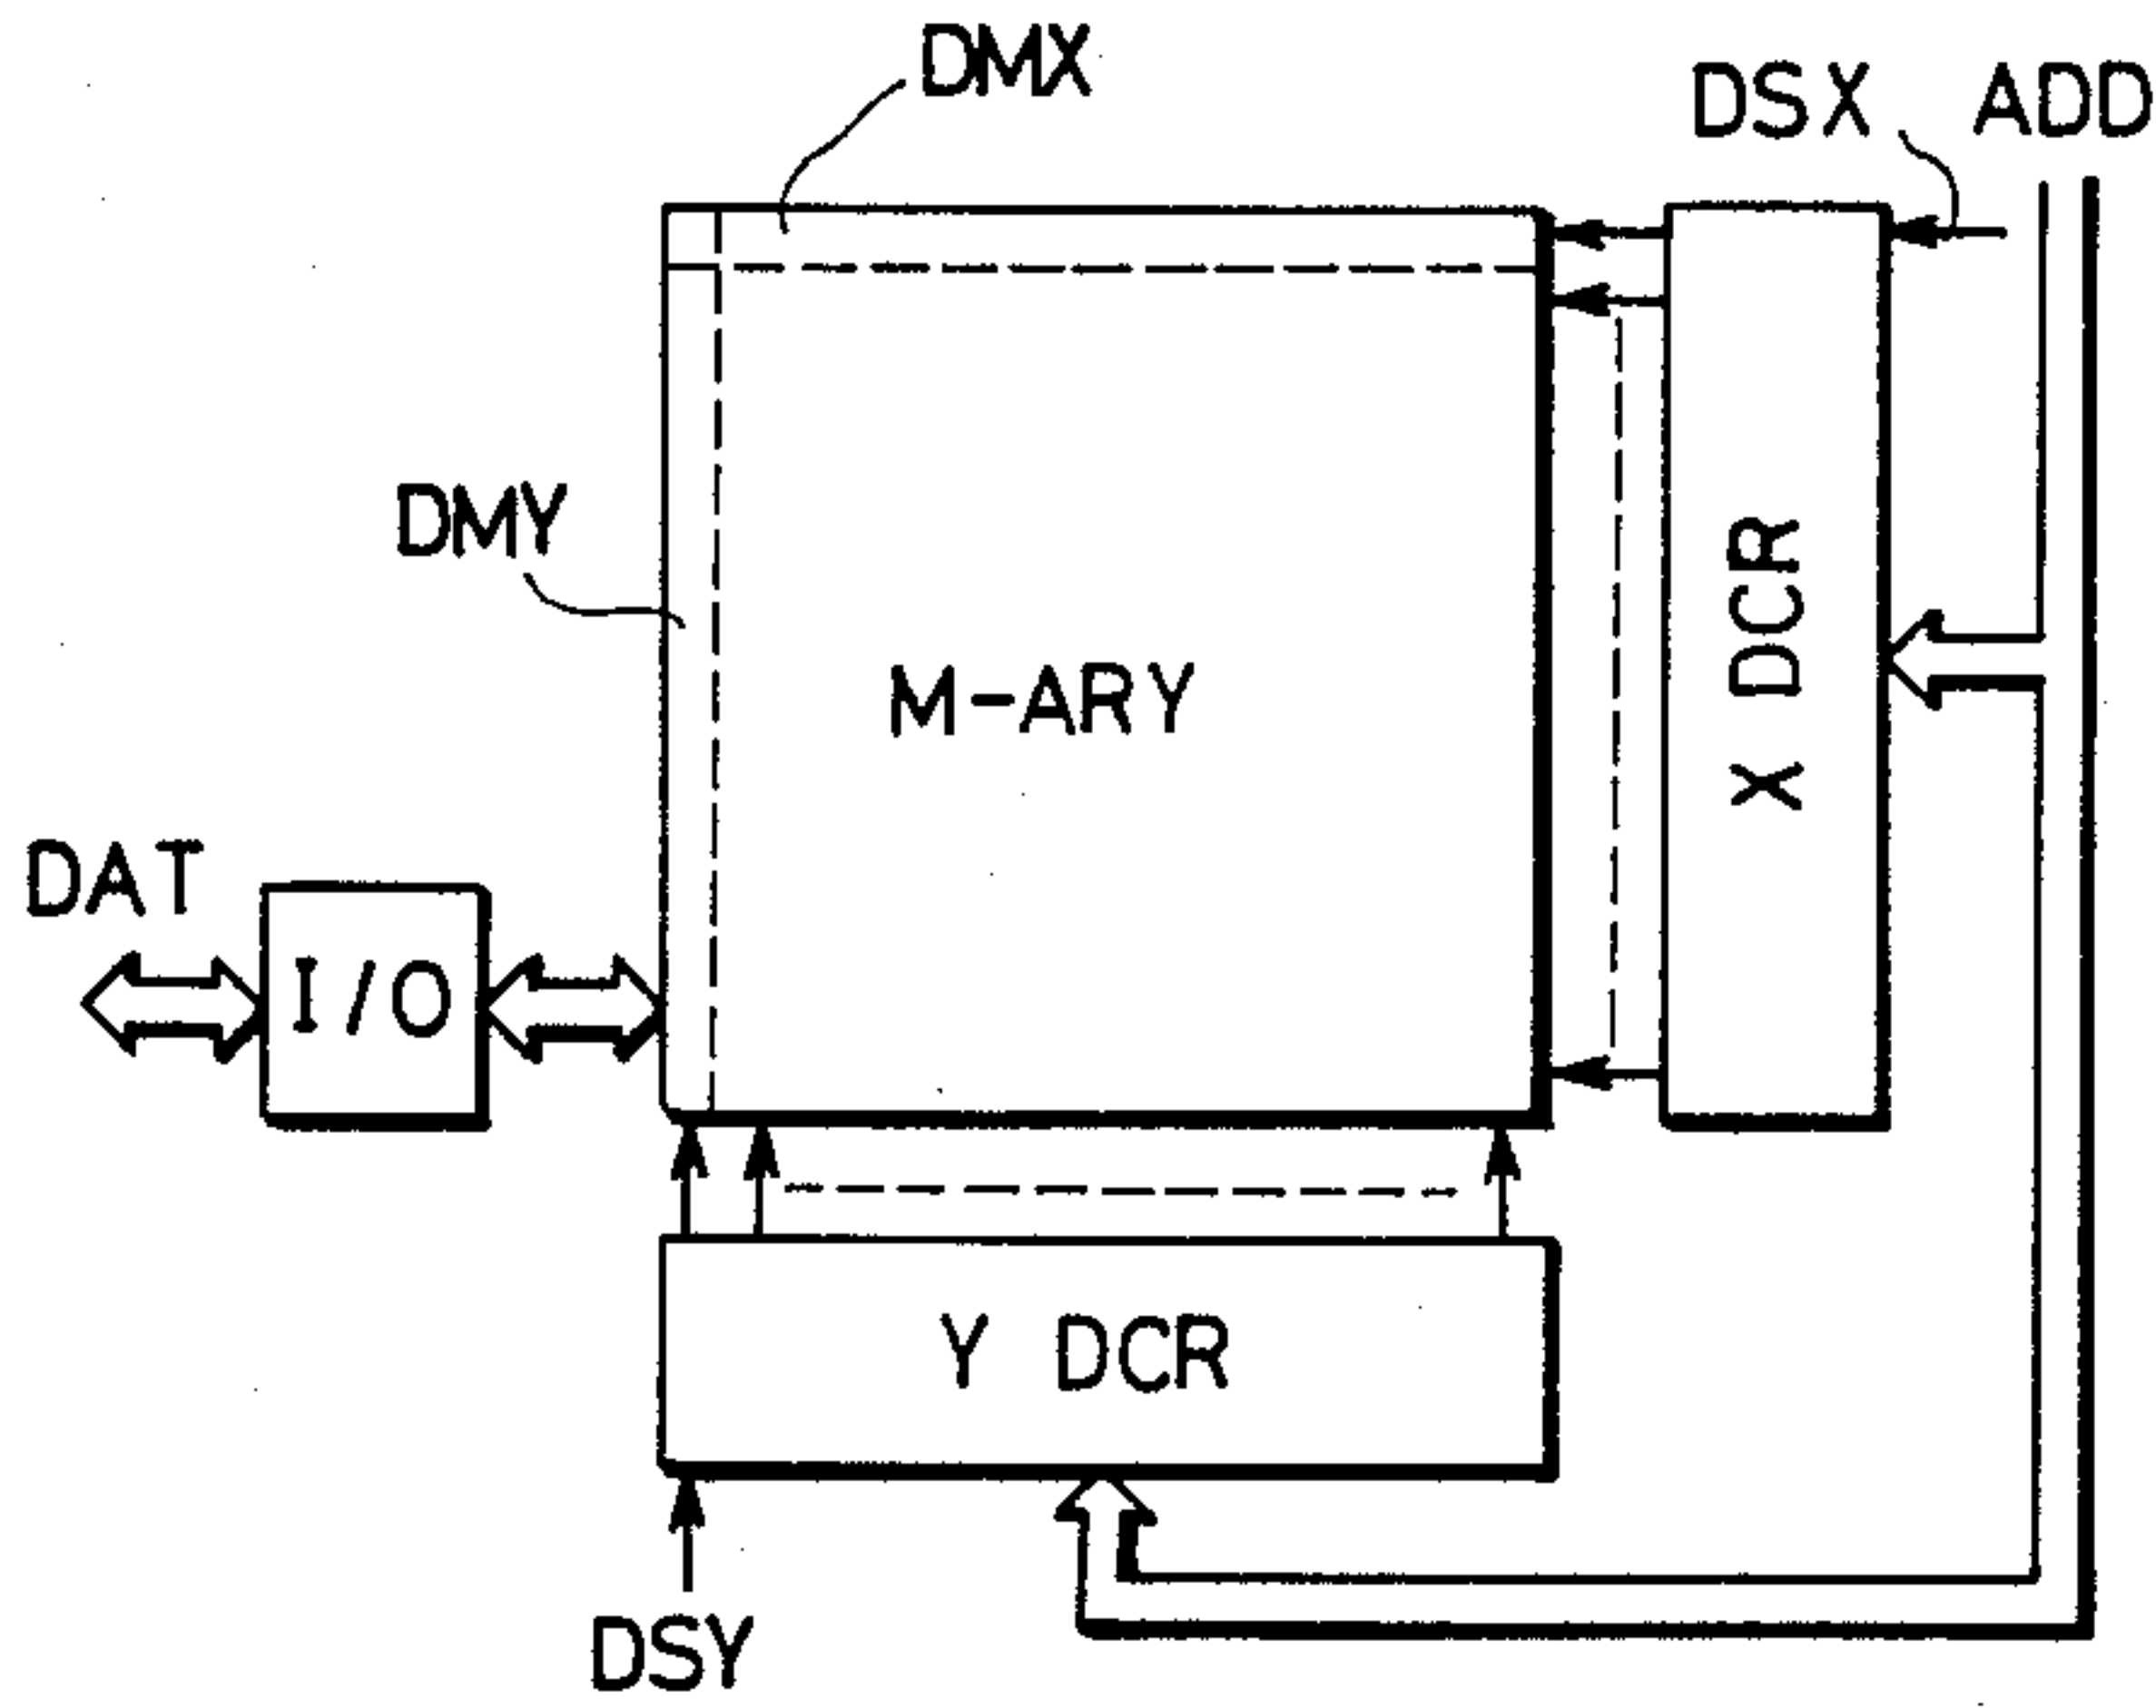 DMX
DSX
ADD
DMY
M-ARY
X DCR
DAT
I/O
Y DCR
DSY